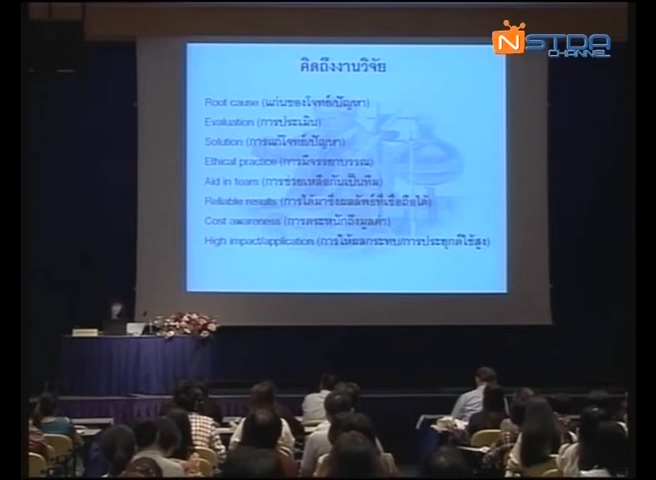 NSTDA
CHANNEL
คิดถึงงานวิจัย
Root cause (แก่นของโจทย์/ปัญหา)
Evaluation (การประเมิน)
Solution (การแก้โจทย์/ปัญหา)
Ethical practice (การมีจรรยาบรรณ)
Aid in team (การช่วยเหลือกันเป็นทีม)
Reliable results (การได้มาซึ่งผลลัพธ์ที่เชื่อถือได้)
Cost awareness (การตระหนักถึงมูลค่า)
High impact/application (การให้ผลกระทบ/การประยุกต์ใช้สูง)